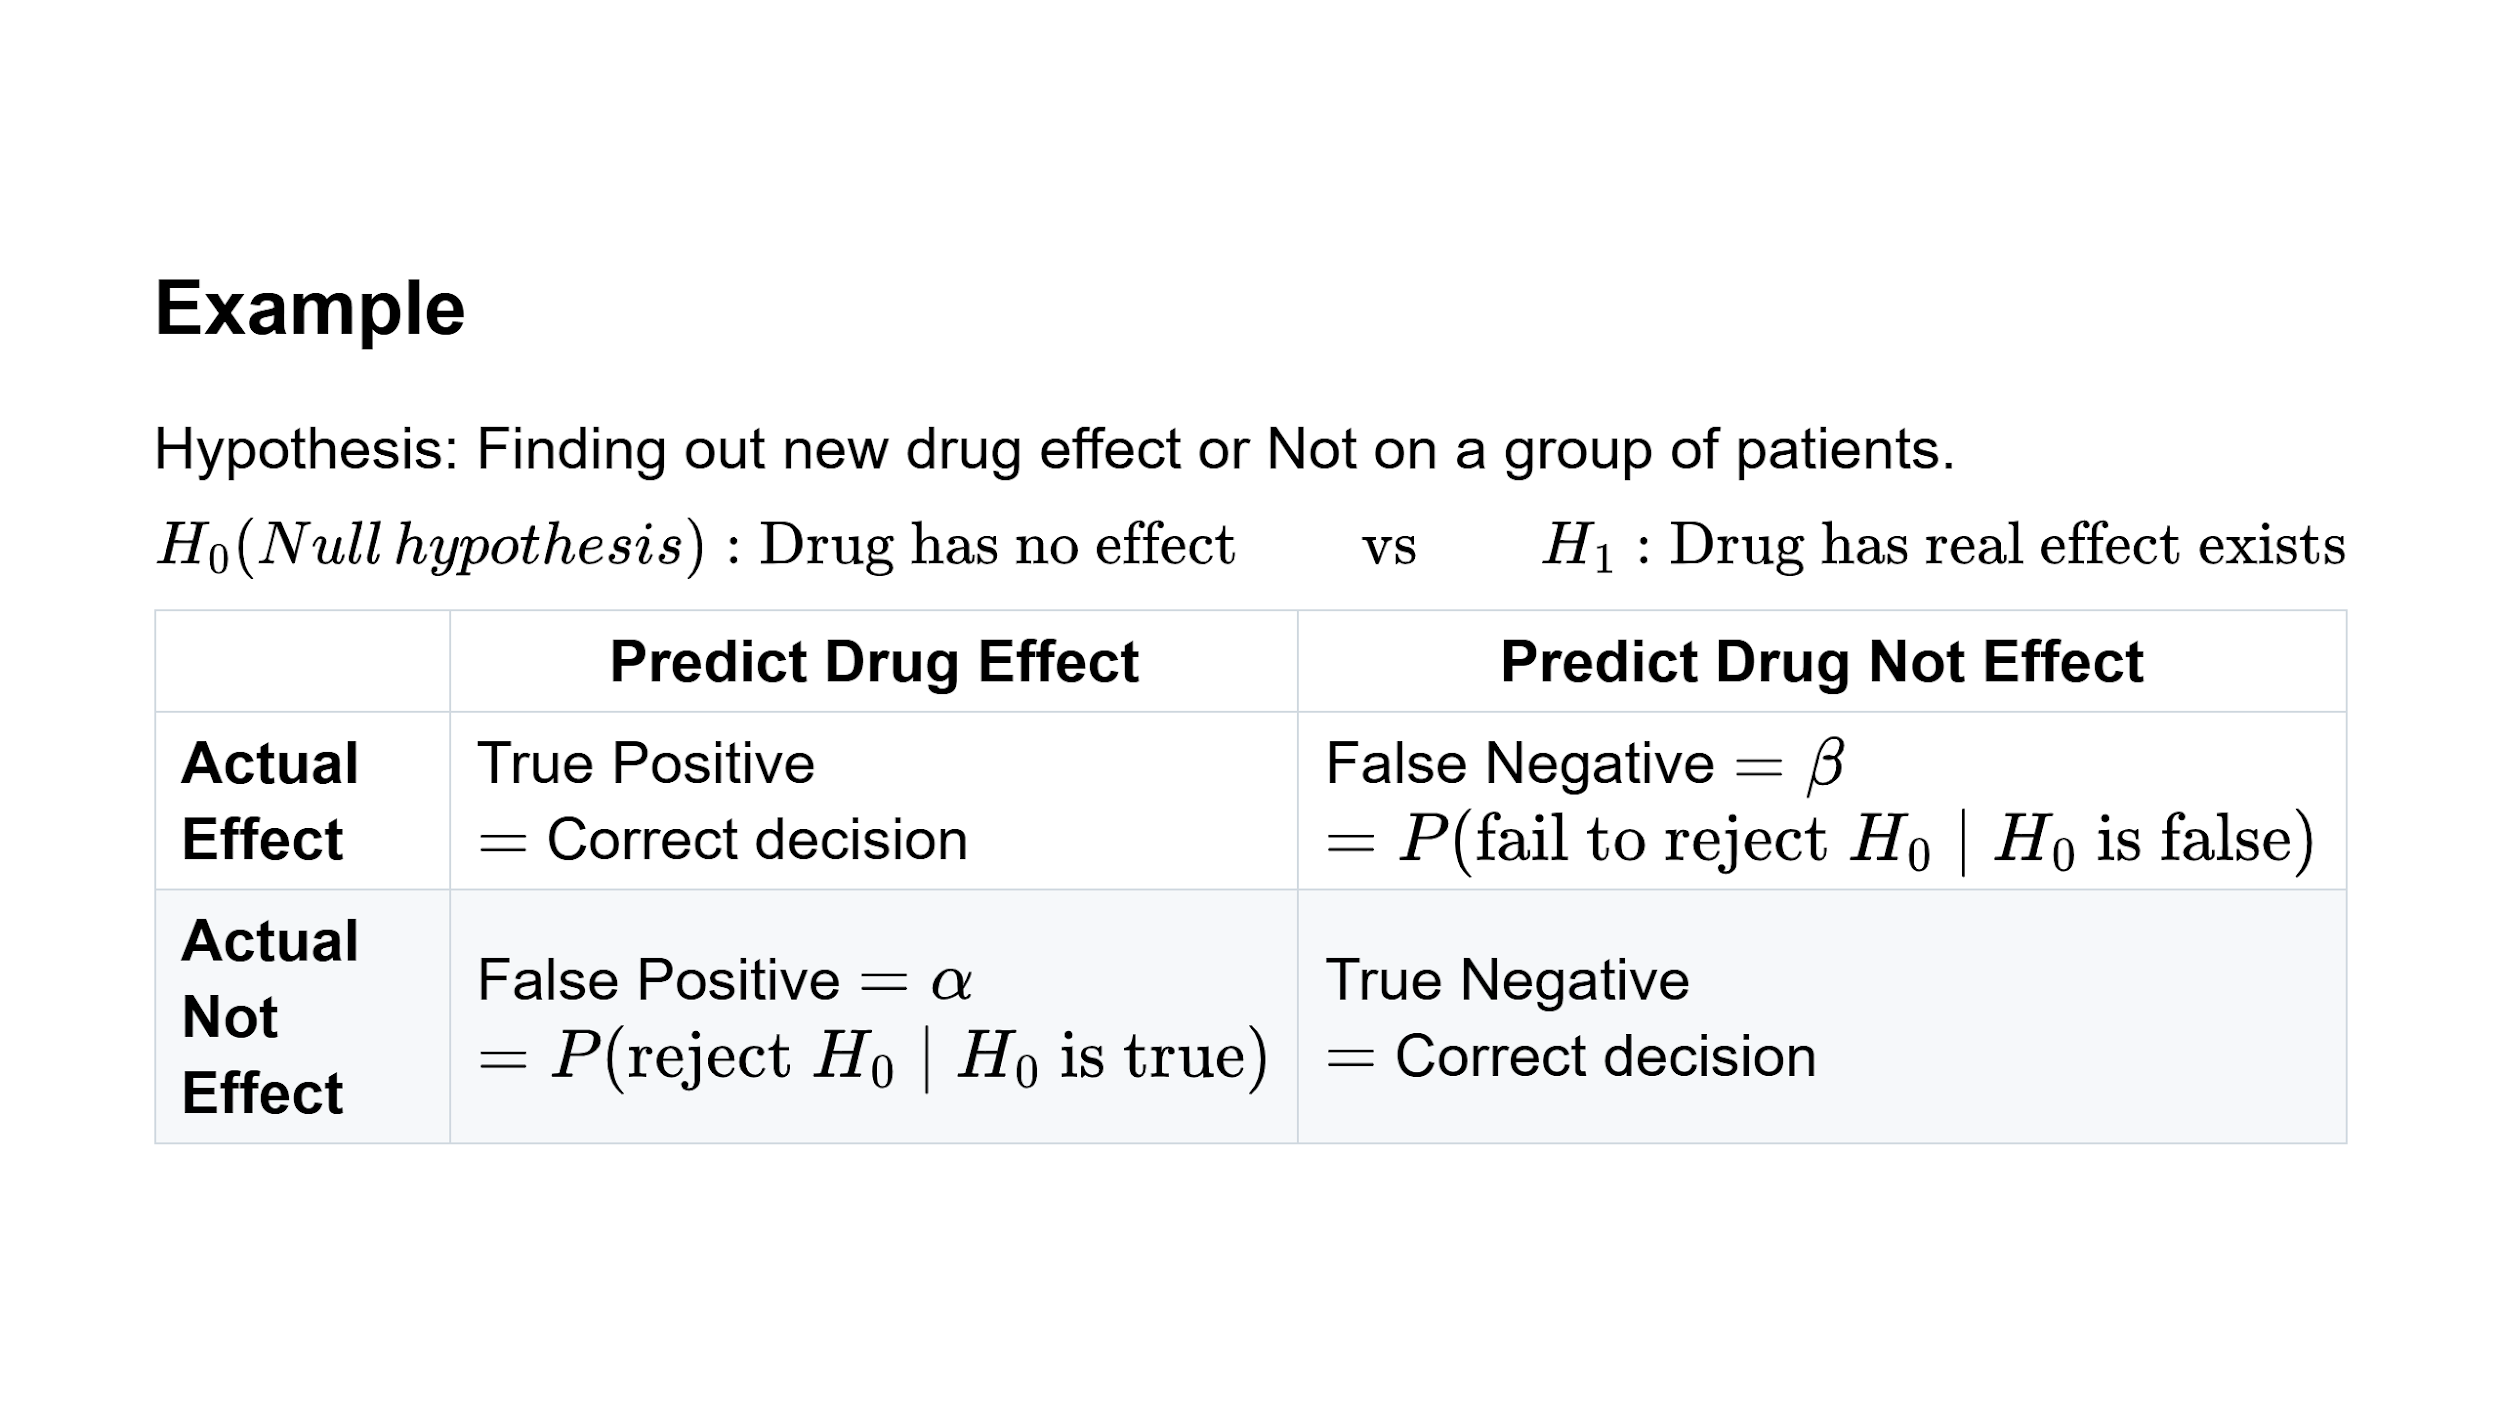 Example
Hypothesis: Finding out new drug effect or Not on a group of patients.
H₀(Null hypothesis) : Drug has no effect vs H₁ : Drug has real effect exists
Predict Drug Effect Predict Drug Not Effect
Actual Effect
True Positive
= Correct decision
False Negative = β
= P(fail to reject H₀ | H₀ is false)
Actual Not Effect
False Positive = α
= P(reject H₀ | H₀ is true)
True Negative
= Correct decision